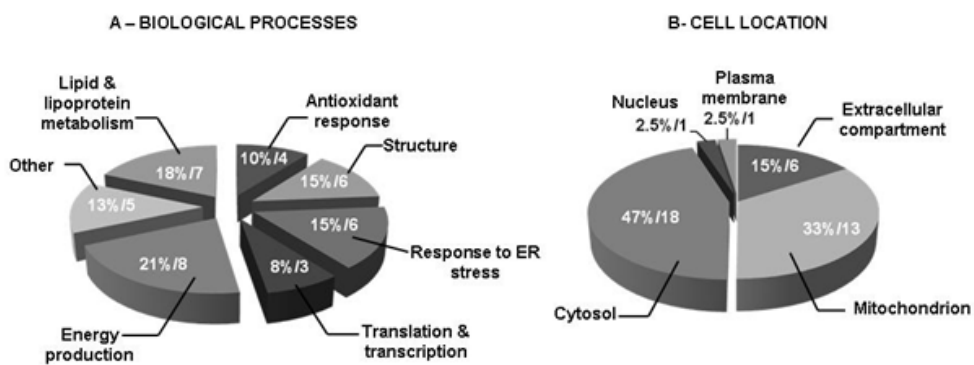 A – BIOLOGICAL PROCESSES
Lipid &
lipoprotein
metabolism
Antioxidant
response
Structure
Other
10%/4
18%/7
15%/6
13%/5
15%/6
21%/8
8%/3
Response to ER
stress
Energy
production
Translation &
transcription
B- CELL LOCATION
Plasma
membrane
Nucleus
2.5%/1
2.5%/1
Extracellular
compartment
15%/6
47%/18
33%/13
Cytosol
Mitochondrion